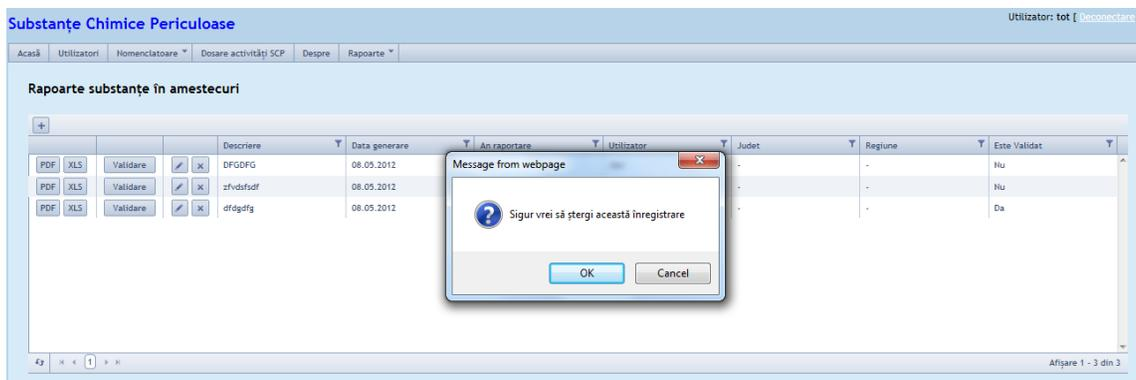 Utilizator: tot [ Deconectare
Substanțe Chimice Periculoase
Acasă Utilizatori Nomenclatoare Dosare activități SCP Despre Rapoarte
Rapoarte substanțe în amestecuri
+
Descriere Data generare An raportare Utilizator Judet Regiune Este Validat
PDF XLS Validare DFGDFG 08.05.2012 - - Nu
PDF XLS Validare zfvdsfsdf 08.05.2012 - - Nu
PDF XLS Validare dfdgdfg 08.05.2012 - - Da
Message from webpage
Sigur vrei să ștergi această înregistrare
OK Cancel
1 Afișare 1 - 3 din 3